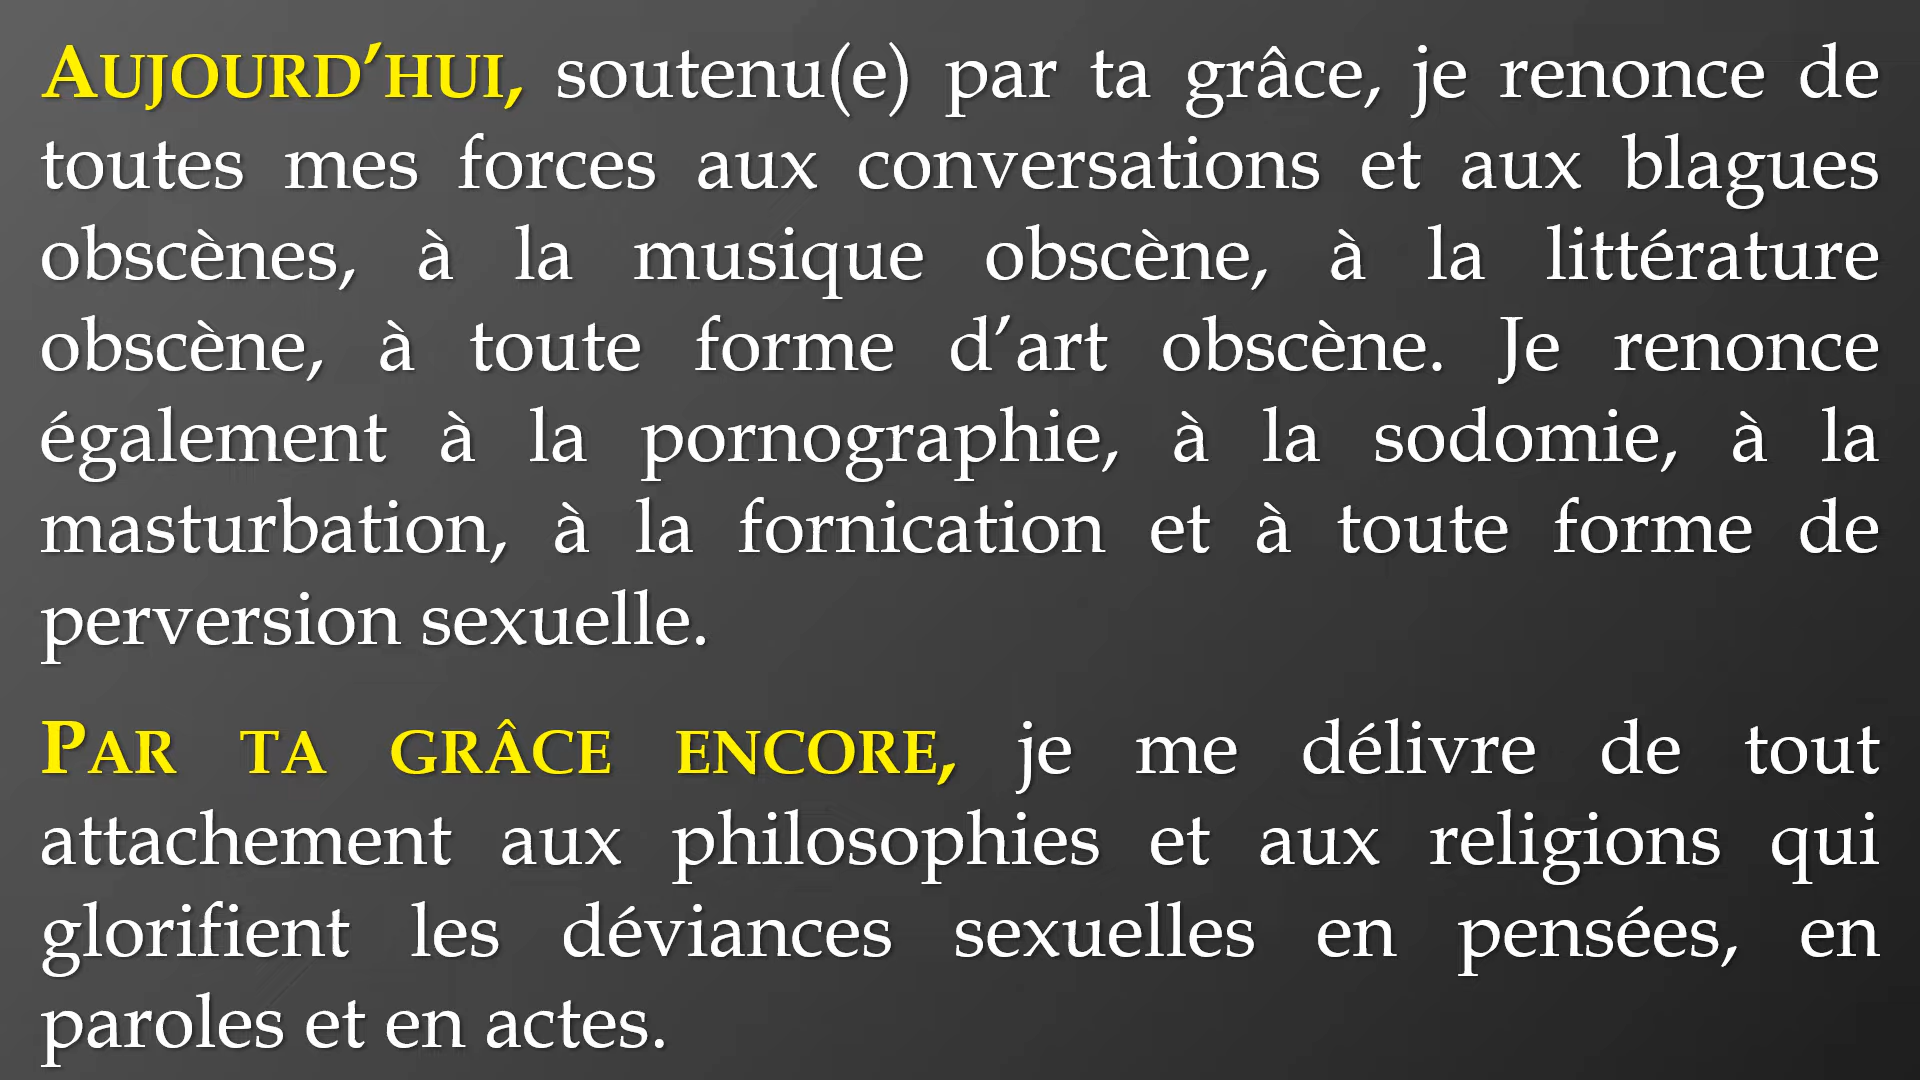 AUJOURD’HUI, soutenu(e) par ta grâce, je renonce de
toutes mes forces aux conversations et aux blagues
obscènes, à la musique obscène, à la littérature
obscène, à toute forme d’art obscène. Je renonce
également à la pornographie, à la sodomie, à la
masturbation, à la fornication et à toute forme de
perversion sexuelle.
PAR TA GRÂCE ENCORE, je me délivre de tout
attachement aux philosophies et aux religions qui
glorifient les déviances sexuelles en pensées, en
paroles et en actes.